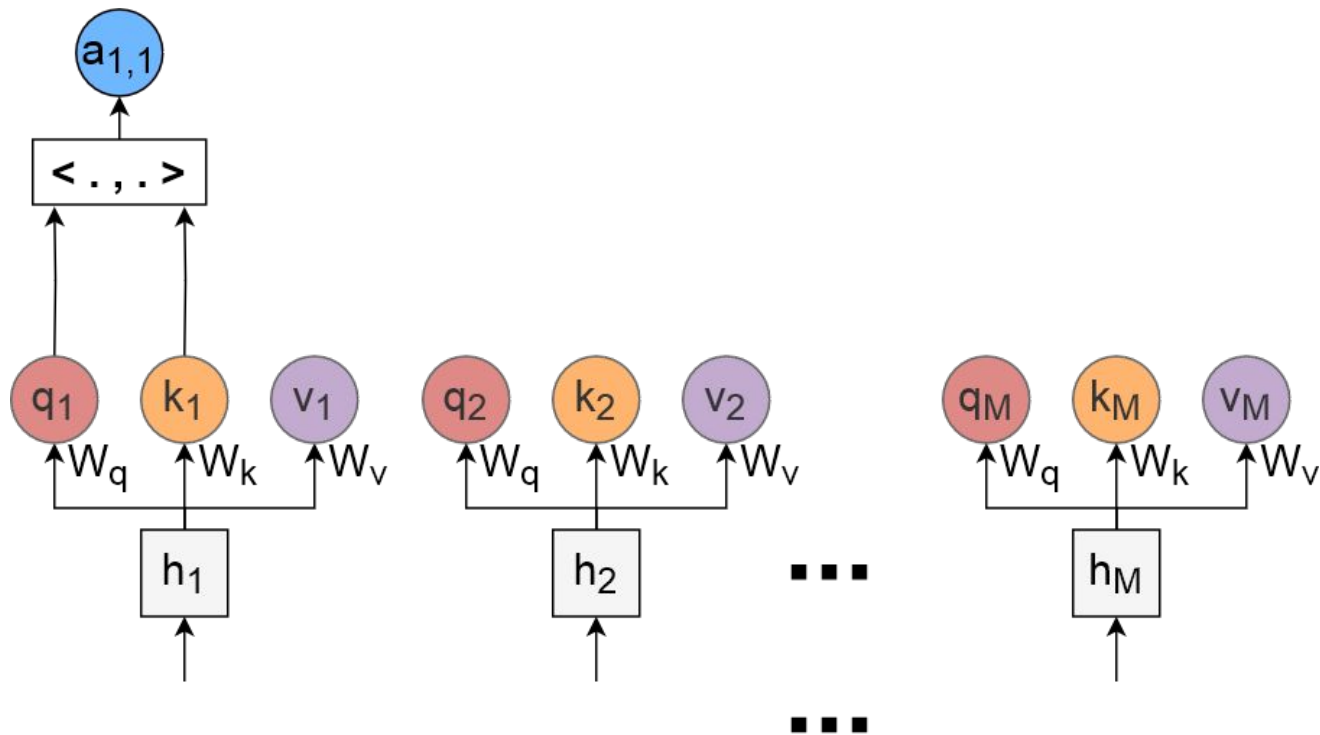 a1,1
< . , . >
q1 k1 v1 q2 k2 v2 qM kM vM
Wq Wk Wv Wq Wk Wv Wq Wk Wv
h1 h2 ... hM
...